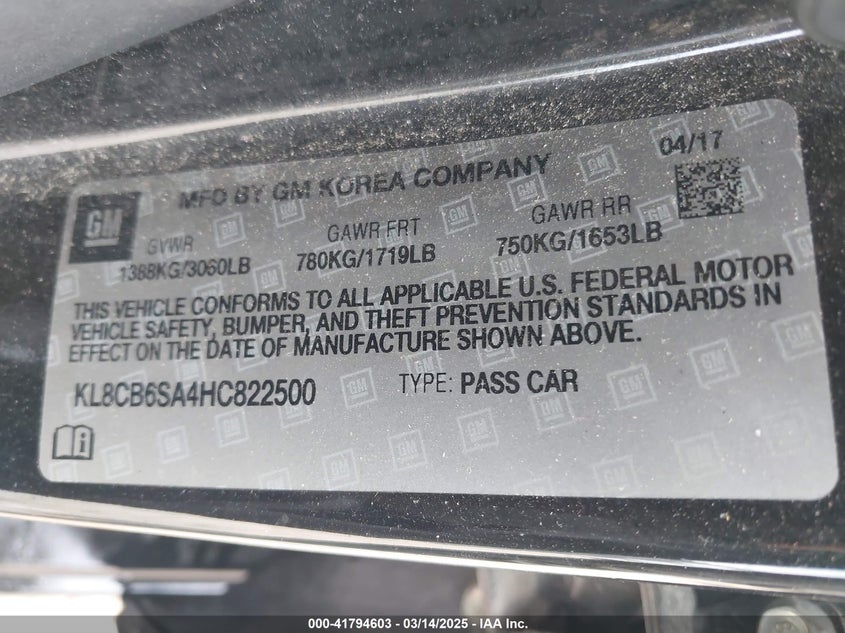 04/17
MFD BY GM KOREA COMPANY
GM
GVWR GAWR FRT GAWR RR
1388KG/3060LB 780KG/1719LB 750KG/1653LB
THIS VEHICLE CONFORMS TO ALL APPLICABLE U.S. FEDERAL MOTOR
VEHICLE SAFETY, BUMPER, AND THEFT PREVENTION STANDARDS IN
EFFECT ON THE DATE OF MANUFACTURE SHOWN ABOVE.
KL8CB6SA4HC822500 TYPE: PASS CAR
000-41794603 - 03/14/2025 - IAA Inc.